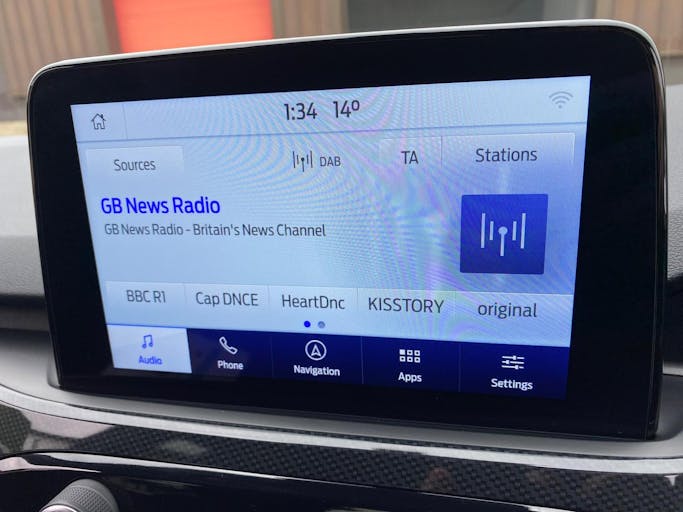 1:34 14º
Sources DAB TA Stations
GB News Radio
GB News Radio - Britain's News Channel
BBC R1 Cap DNCE HeartDnc KISSTORY original
Audio Phone Navigation Apps Settings